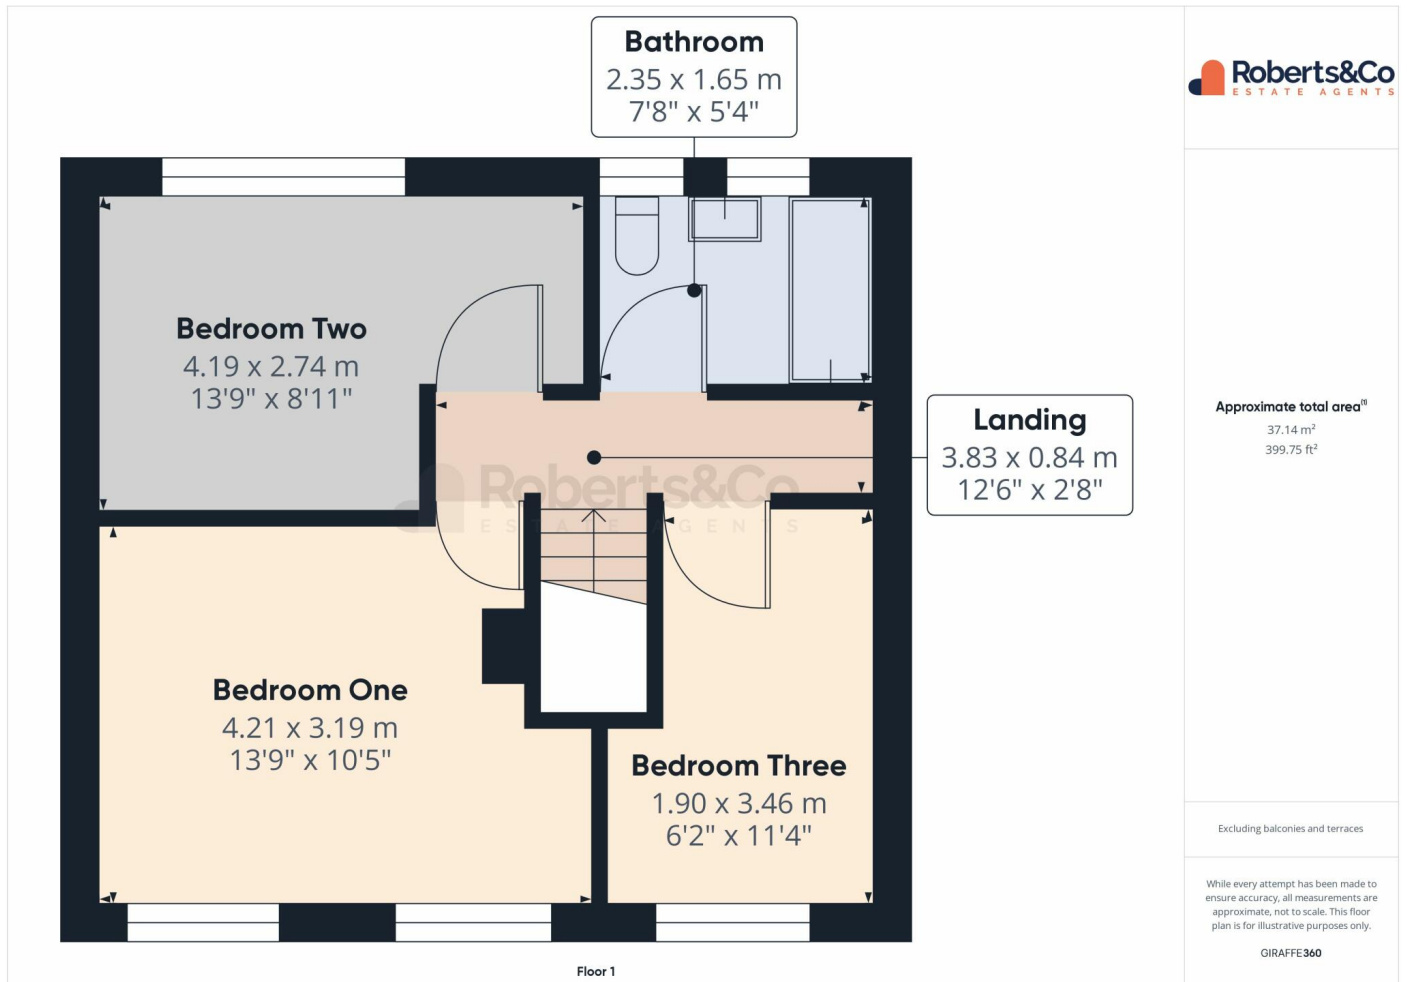 Bathroom
2.35 x 1.65 m
7'8" x 5'4"
Roberts&Co
ESTATE AGENTS
Bedroom Two
4.19 x 2.74 m
13'9" x 8'11"
Landing
3.83 x 0.84 m
12'6" x 2'8"
Approximate total area(1)
37.14 m²
399.75 ft²
Roberts&Co
ESTATE AGENTS
Bedroom One
4.21 x 3.19 m
13'9" x 10'5"
Bedroom Three
1.90 x 3.46 m
6'2" x 11'4"
Excluding balconies and terraces
While every attempt has been made to
ensure accuracy, all measurements are
approximate, not to scale. This floor
plan is for illustrative purposes only.
GIRAFFE360
Floor 1